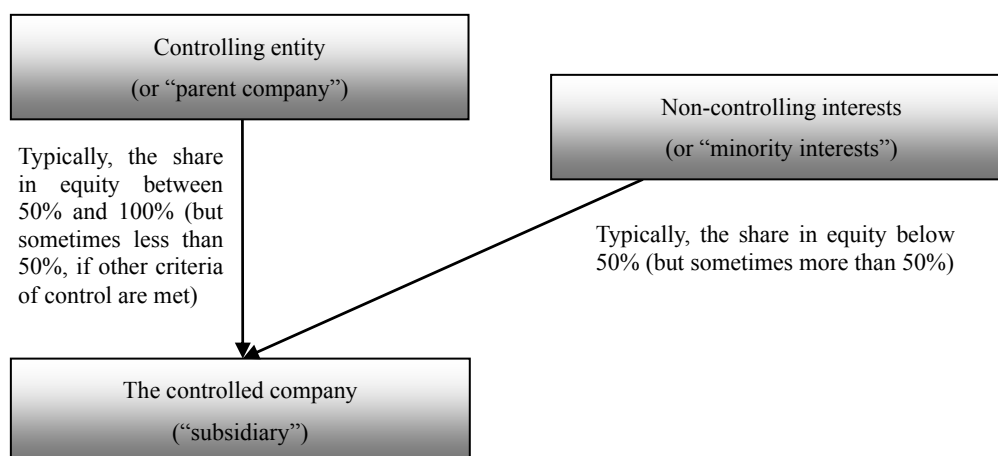 Controlling entity
(or “parent company”)
Non-controlling interests
(or “minority interests”)
Typically, the share
in equity between
50% and 100% (but
sometimes less than
50%, if other criteria
of control are met)
Typically, the share in equity below
50% (but sometimes more than 50%)
The controlled company
(“subsidiary”)